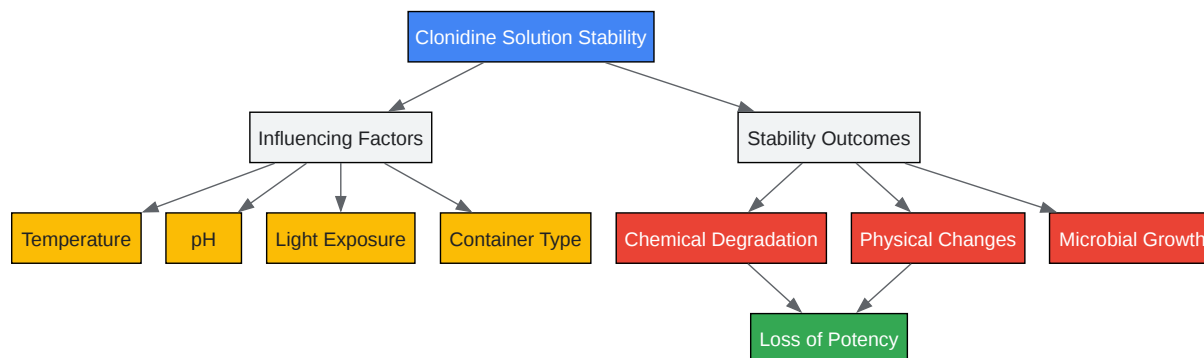 Clonidine Solution Stability
Influencing Factors
Stability Outcomes
Temperature
pH
Light Exposure
Container Type
Chemical Degradation
Physical Changes
Microbial Growth
Loss of Potency